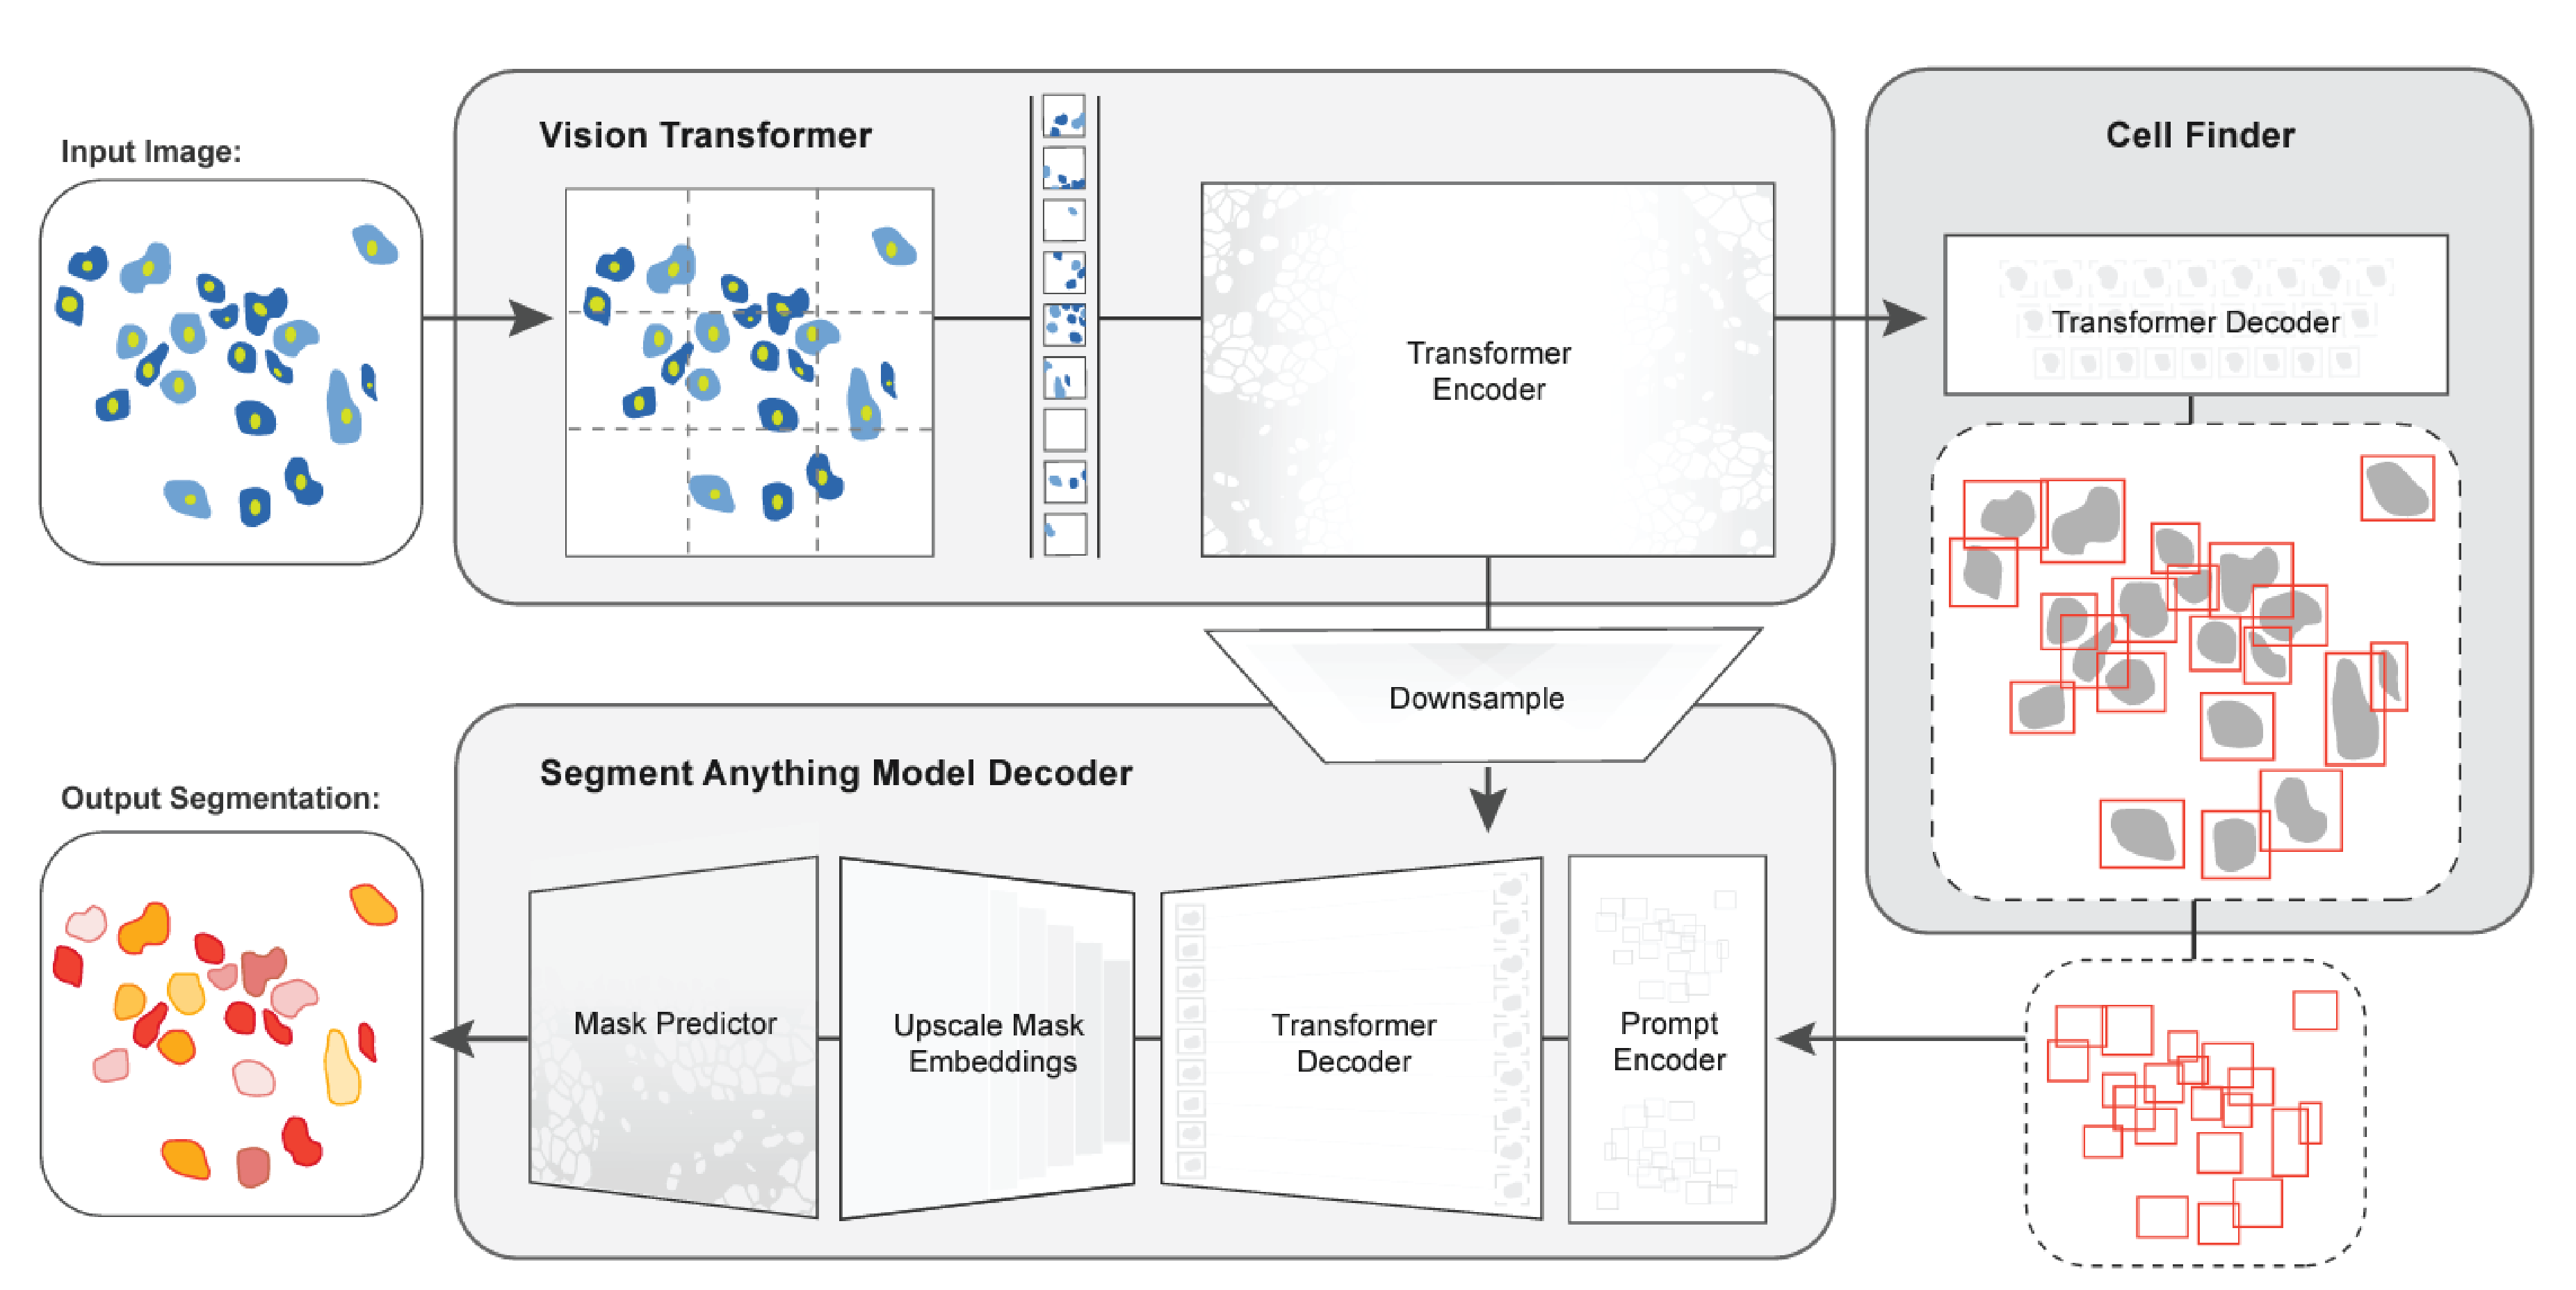 Input Image:
Vision Transformer
Transformer
Encoder
Cell Finder
Transformer Decoder
Downsample
Segment Anything Model Decoder
Output Segmentation:
Mask Predictor
Upscale Mask
Embeddings
Transformer
Decoder
Prompt
Encoder